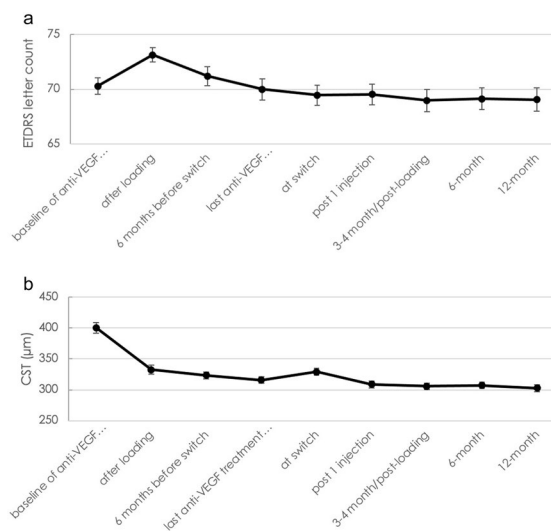 a
75
70
65
ETDRS letter count
baseline of anti-VEGF...
after loading
6 months before switch
last anti-VEGF ...
at switch
post 1 injection
3-4 month/post-loading
6-month
12-month
b
450
400
350
300
250
CST (µm)
baseline of anti-VEGF...
after loading
6 months before switch
last anti-VEGF treatment...
at switch
post 1 injection
3-4 month/post-loading
6-month
12-month